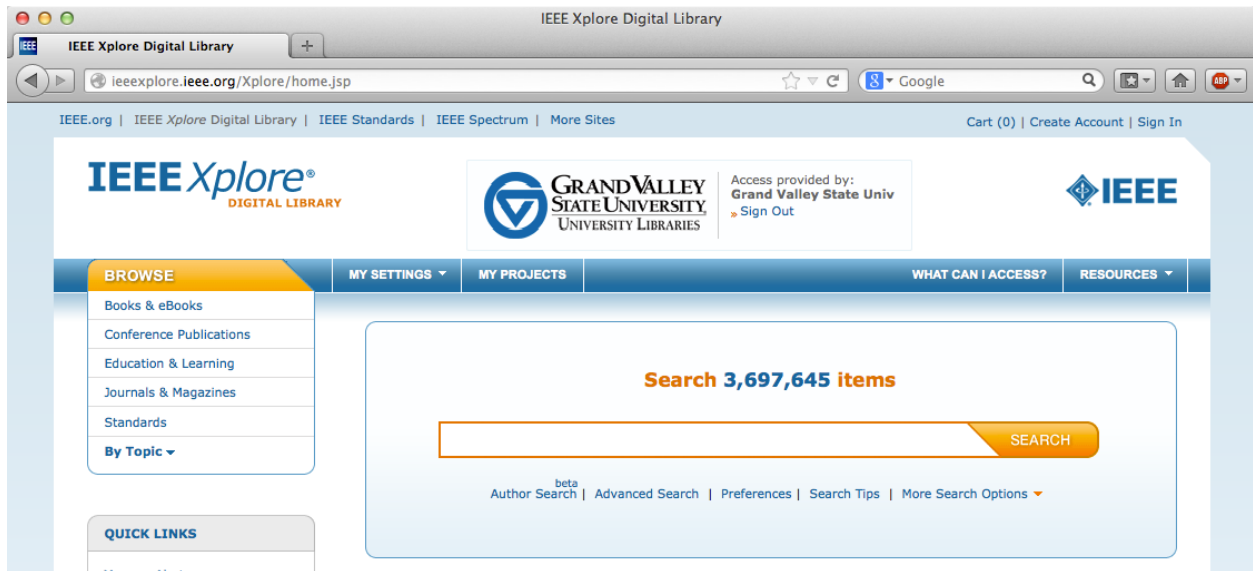 IEEE Xplore Digital Library
IEEE IEEE Xplore Digital Library +
ieeexplore.ieee.org/Xplore/home.jsp
8 Google
ABP
IEEE.org | IEEE Xplore Digital Library | IEEE Standards | IEEE Spectrum | More Sites
Cart (0) | Create Account | Sign In
IEEE Xplore®
DIGITAL LIBRARY
GRAND VALLEY
STATE UNIVERSITY
UNIVERSITY LIBRARIES
Access provided by:
Grand Valley State Univ
» Sign Out
IEEE
BROWSE
MY SETTINGS
MY PROJECTS
WHAT CAN I ACCESS?
RESOURCES
Books & eBooks
Conference Publications
Education & Learning
Journals & Magazines
Standards
By Topic
Search 3,697,645 items
SEARCH
beta
Author Search | Advanced Search | Preferences | Search Tips | More Search Options
QUICK LINKS